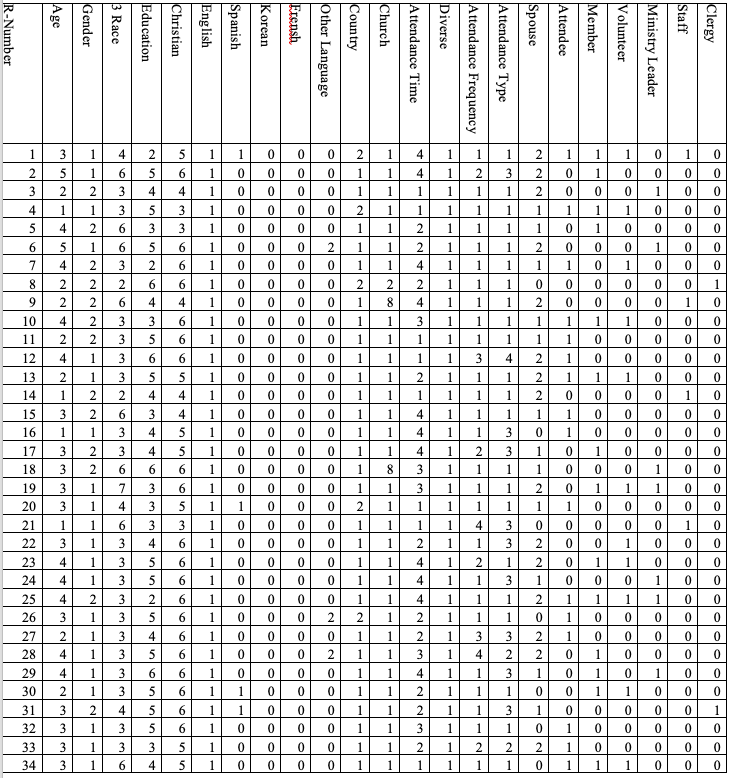 R-Number Age Gender 3 Race Education Christian English Spanish Korean Frensh Other Language Country Church Attendance Time Diverse Attendance Frequency Attendance Type Spouse Attendee Member Volunteer Ministry Leader Staff Clergy
1 3 1 4 2 5 1 1 0 0 0 2 1 4 1 1 1 2 1 1 1 0 1 0
2 5 1 6 5 6 1 0 0 0 0 1 1 4 1 2 3 2 0 1 0 0 0 0
3 2 2 3 4 4 1 0 0 0 0 1 1 1 1 1 1 2 0 0 0 1 0 0
4 1 1 3 5 3 1 0 0 0 0 2 1 1 1 1 1 1 1 1 1 0 0 0
5 4 2 6 3 3 1 0 0 0 0 1 1 2 1 1 1 1 0 1 0 0 0 0
6 5 1 6 5 6 1 0 0 0 2 1 1 2 1 1 1 2 0 0 0 1 0 0
7 4 2 3 2 6 1 0 0 0 0 1 1 4 1 1 1 1 1 0 1 0 0 0
8 2 2 2 6 6 1 0 0 0 0 2 2 2 1 1 1 0 0 0 0 0 0 1
9 2 2 6 4 4 1 0 0 0 0 1 8 4 1 1 1 2 0 0 0 0 1 0
10 4 2 3 3 6 1 0 0 0 0 1 1 3 1 1 1 1 1 1 1 0 0 0
11 2 2 3 5 6 1 0 0 0 0 1 1 1 1 1 1 1 1 0 0 0 0 0
12 4 1 3 6 6 1 0 0 0 0 1 1 1 1 3 4 2 1 0 0 0 0 0
13 2 1 3 5 5 1 0 0 0 0 1 1 2 1 1 1 2 1 1 1 0 0 0
14 1 2 2 4 4 1 0 0 0 0 1 1 1 1 1 1 2 0 0 0 0 1 0
15 3 2 6 3 4 1 0 0 0 0 1 1 4 1 1 1 1 1 0 0 0 0 0
16 1 1 3 4 5 1 0 0 0 0 1 1 4 1 1 3 0 1 0 0 0 0 0
17 3 2 3 4 5 1 0 0 0 0 1 1 4 1 2 3 1 0 1 0 0 0 0
18 3 2 6 6 6 1 0 0 0 0 1 8 3 1 1 1 1 0 0 0 1 0 0
19 3 1 7 3 6 1 0 0 0 0 1 1 3 1 1 1 2 0 1 1 1 0 0
20 3 1 4 3 5 1 1 0 0 0 2 1 1 1 1 1 1 1 0 0 0 0 0
21 1 1 6 3 3 1 0 0 0 0 1 1 1 1 4 3 0 0 0 0 0 1 0
22 3 1 3 4 6 1 0 0 0 0 1 1 2 1 1 3 2 0 0 1 0 0 0
23 4 1 3 5 6 1 0 0 0 0 1 1 4 1 2 1 2 0 1 1 0 0 0
24 4 1 3 5 6 1 0 0 0 0 1 1 4 1 1 3 1 0 0 0 1 0 0
25 4 2 3 2 6 1 0 0 0 0 1 1 4 1 1 1 2 1 1 1 1 0 0
26 3 1 3 5 6 1 0 0 0 2 2 1 2 1 1 1 0 1 0 0 0 0 0
27 2 1 3 4 6 1 0 0 0 0 1 1 2 1 3 3 2 1 0 0 0 0 0
28 4 1 3 5 6 1 0 0 0 2 1 1 3 1 4 2 2 0 1 0 0 0 0
29 4 1 3 6 6 1 0 0 0 0 1 1 4 1 1 3 1 0 1 0 1 0 0
30 2 1 3 5 6 1 1 0 0 0 1 1 2 1 1 1 0 0 1 1 0 0 0
31 3 2 4 5 6 1 1 0 0 0 1 1 2 1 1 3 1 0 0 0 0 0 1
32 3 1 3 5 6 1 0 0 0 0 1 1 3 1 1 1 0 1 0 0 0 0 0
33 3 1 3 3 5 1 0 0 0 0 1 1 2 1 2 2 2 1 0 0 0 0 0
34 3 1 6 4 5 1 0 0 0 0 1 1 1 1 1 1 0 1 1 1 0 0 0